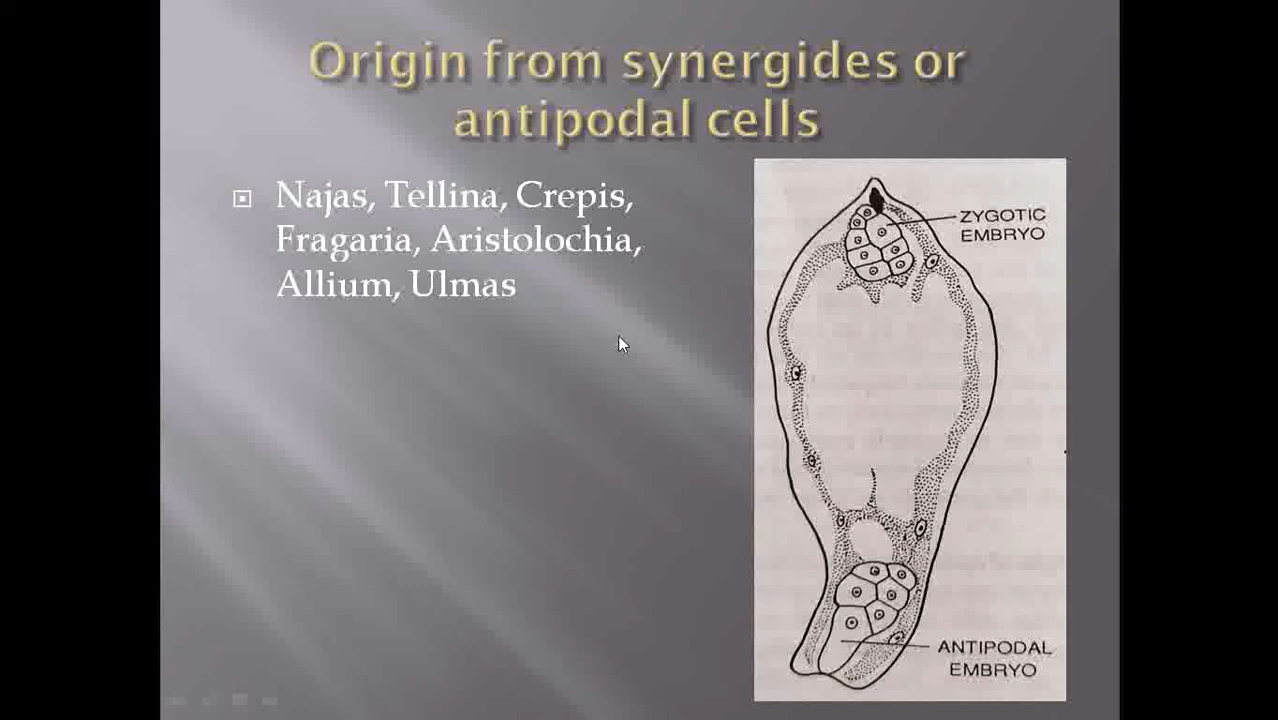 Origin from synergides or
antipodal cells
Najas, Tellina, Crepis,
Fragaria, Aristolochia,
Allium, Ulmas
ZYGOTIC
EMBRYO
ANTIPODAL
EMBRYO